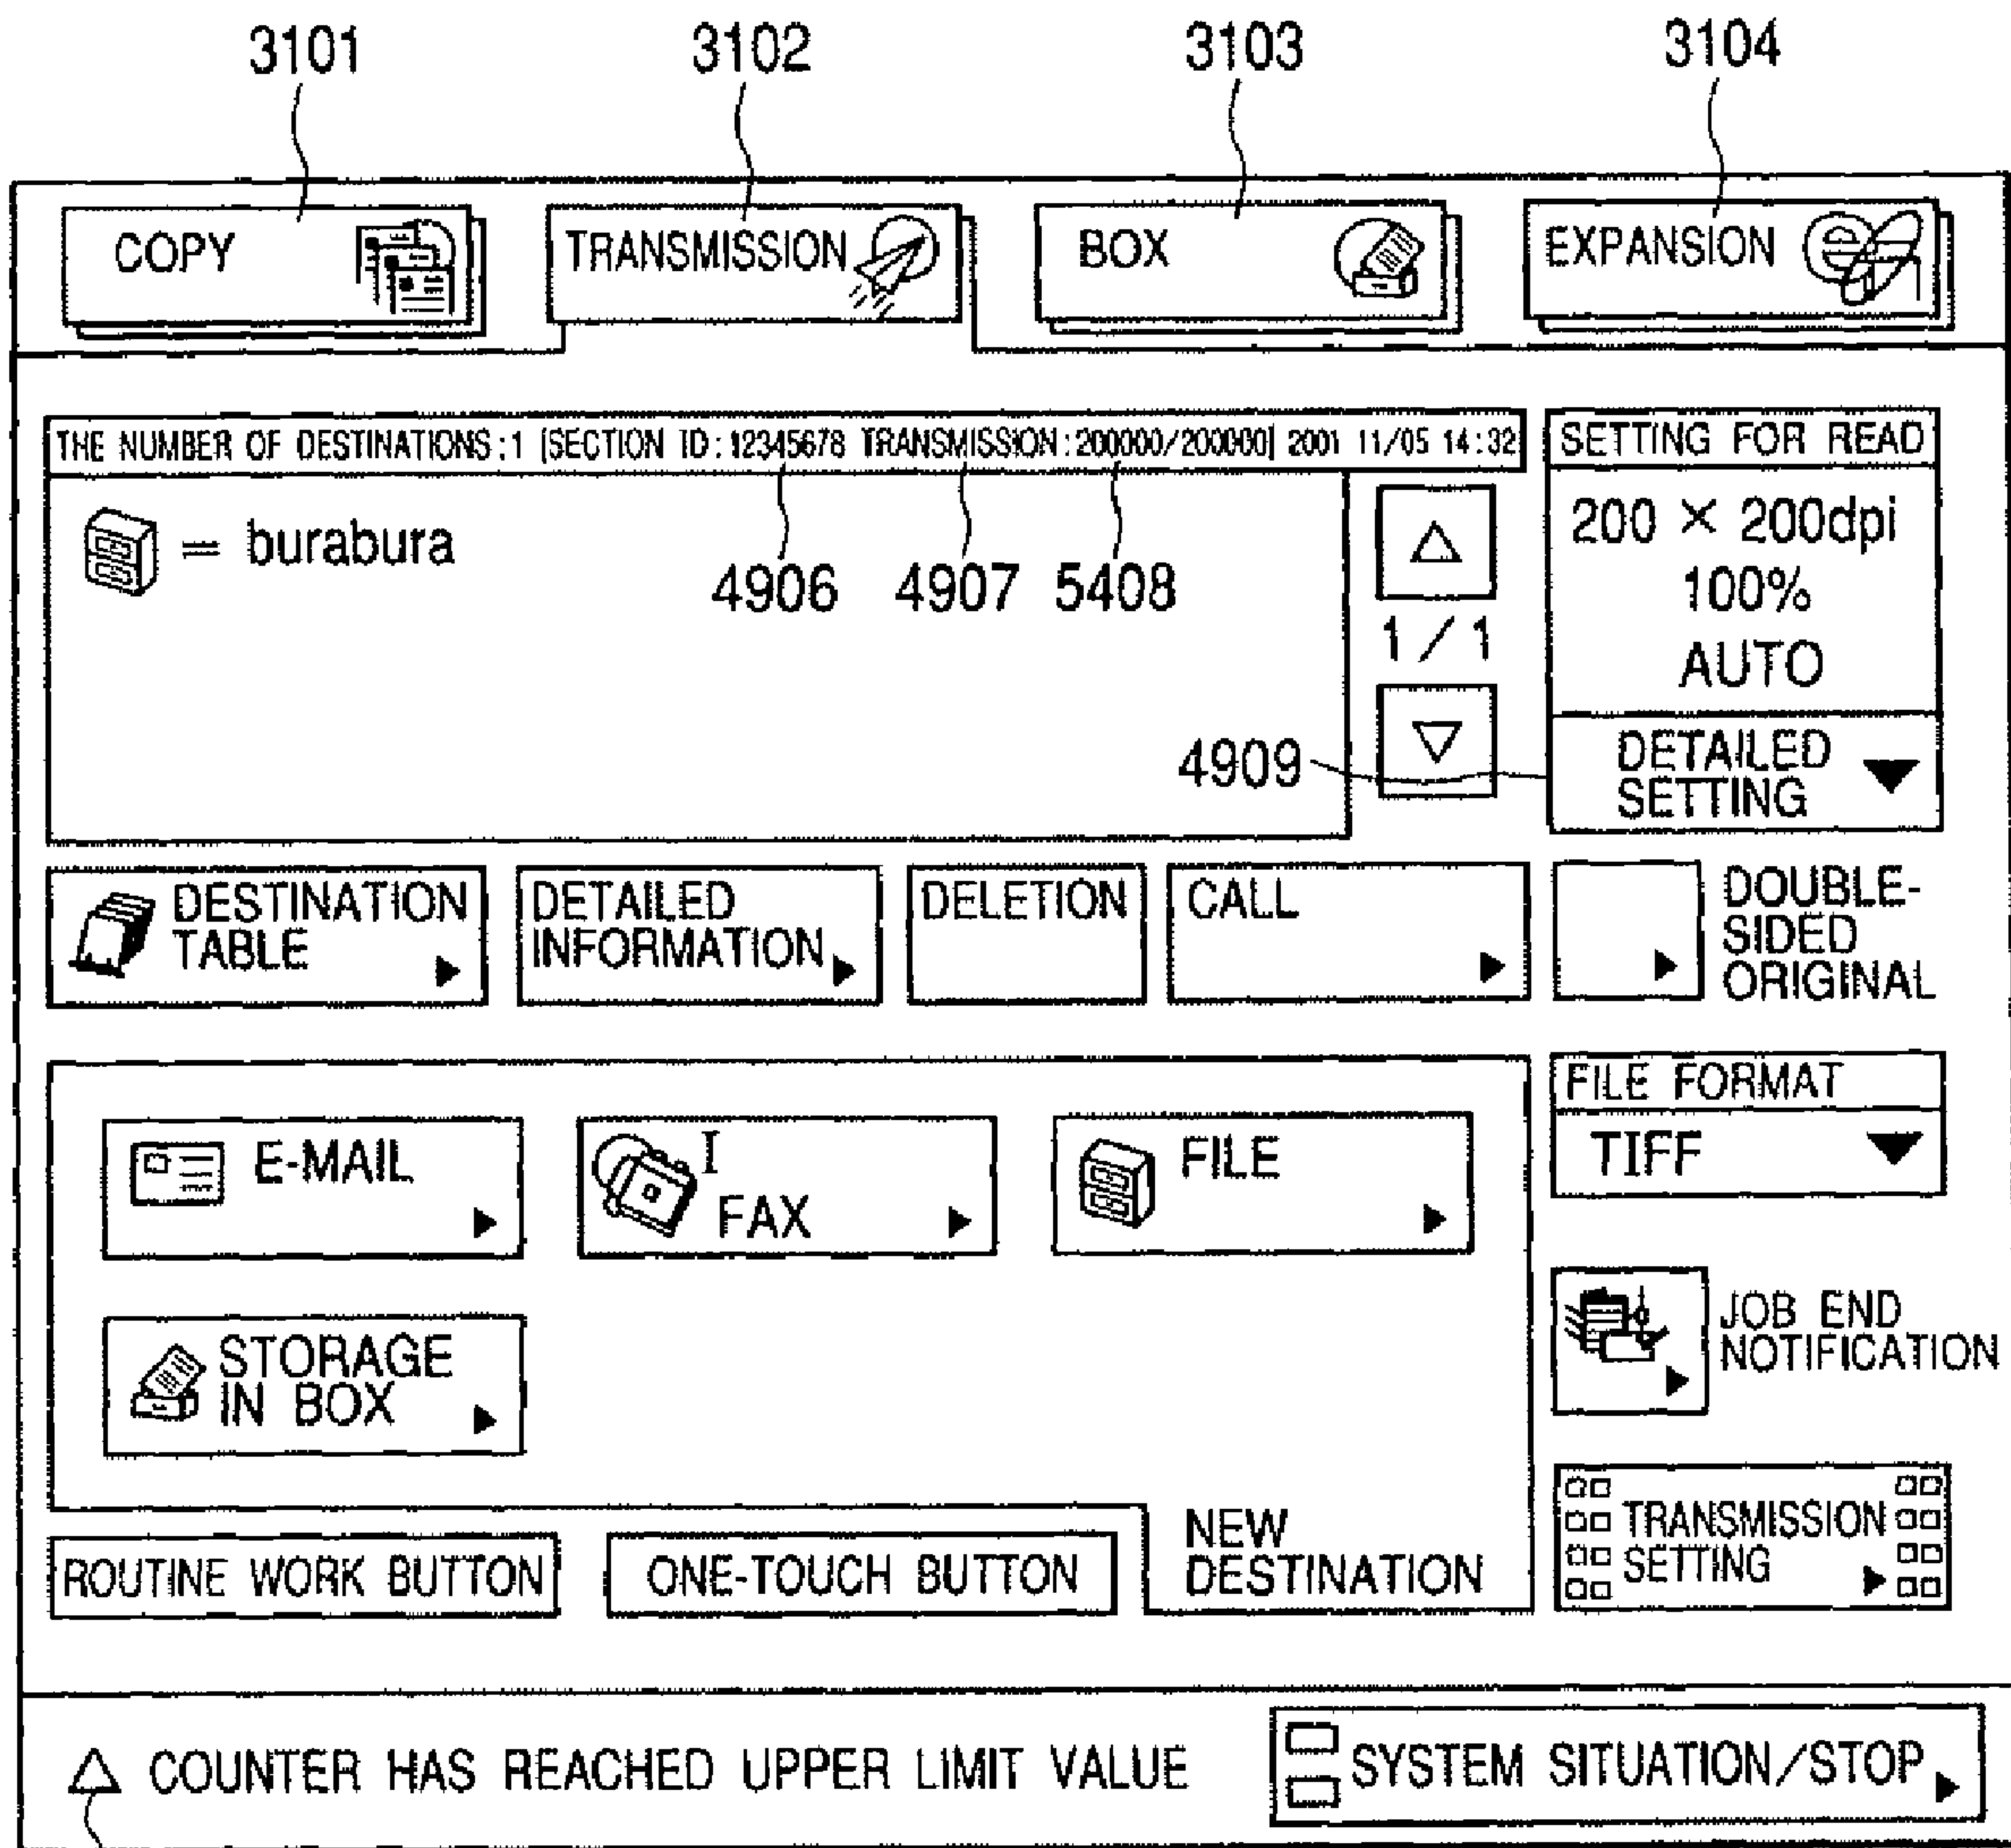 3101 3102 3103 3104
COPY TRANSMISSION BOX EXPANSION
THE NUMBER OF DESTINATIONS:1 [SECTION ID:12345678 TRANSMISSION:200000/200000] 2001 11/05 14:32
SETTING FOR READ
= burabura
4906 4907 5408
1/1
200 × 200dpi
100%
AUTO
4909
DETAILED
SETTING
DESTINATION
TABLE
DETAILED
INFORMATION
DELETION
CALL
DOUBLE-
SIDED
ORIGINAL
E-MAIL
I
FAX
FILE
FILE FORMAT
TIFF
STORAGE
IN BOX
JOB END
NOTIFICATION
ROUTINE WORK BUTTON
ONE-TOUCH BUTTON
NEW
DESTINATION
TRANSMISSION
SETTING
COUNTER HAS REACHED UPPER LIMIT VALUE
SYSTEM SITUATION/STOP